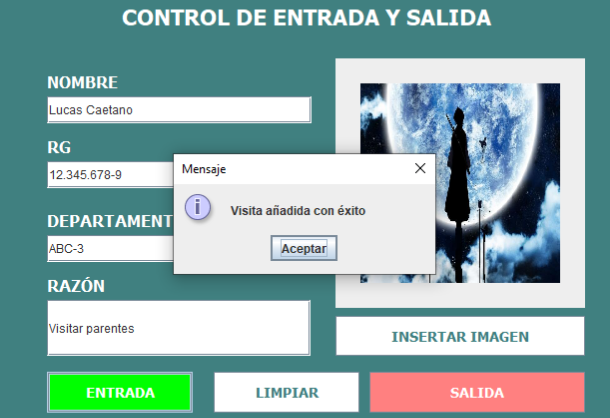 CONTROL DE ENTRADA Y SALIDA
NOMBRE
Lucas Caetano
RG
12.345.678-9
Mensaje
Visita añadida con éxito
Aceptar
DEPARTAMENT
ABC-3
RAZÓN
Visitar parentes
INSERTAR IMAGEN
ENTRADA
LIMPIAR
SALIDA